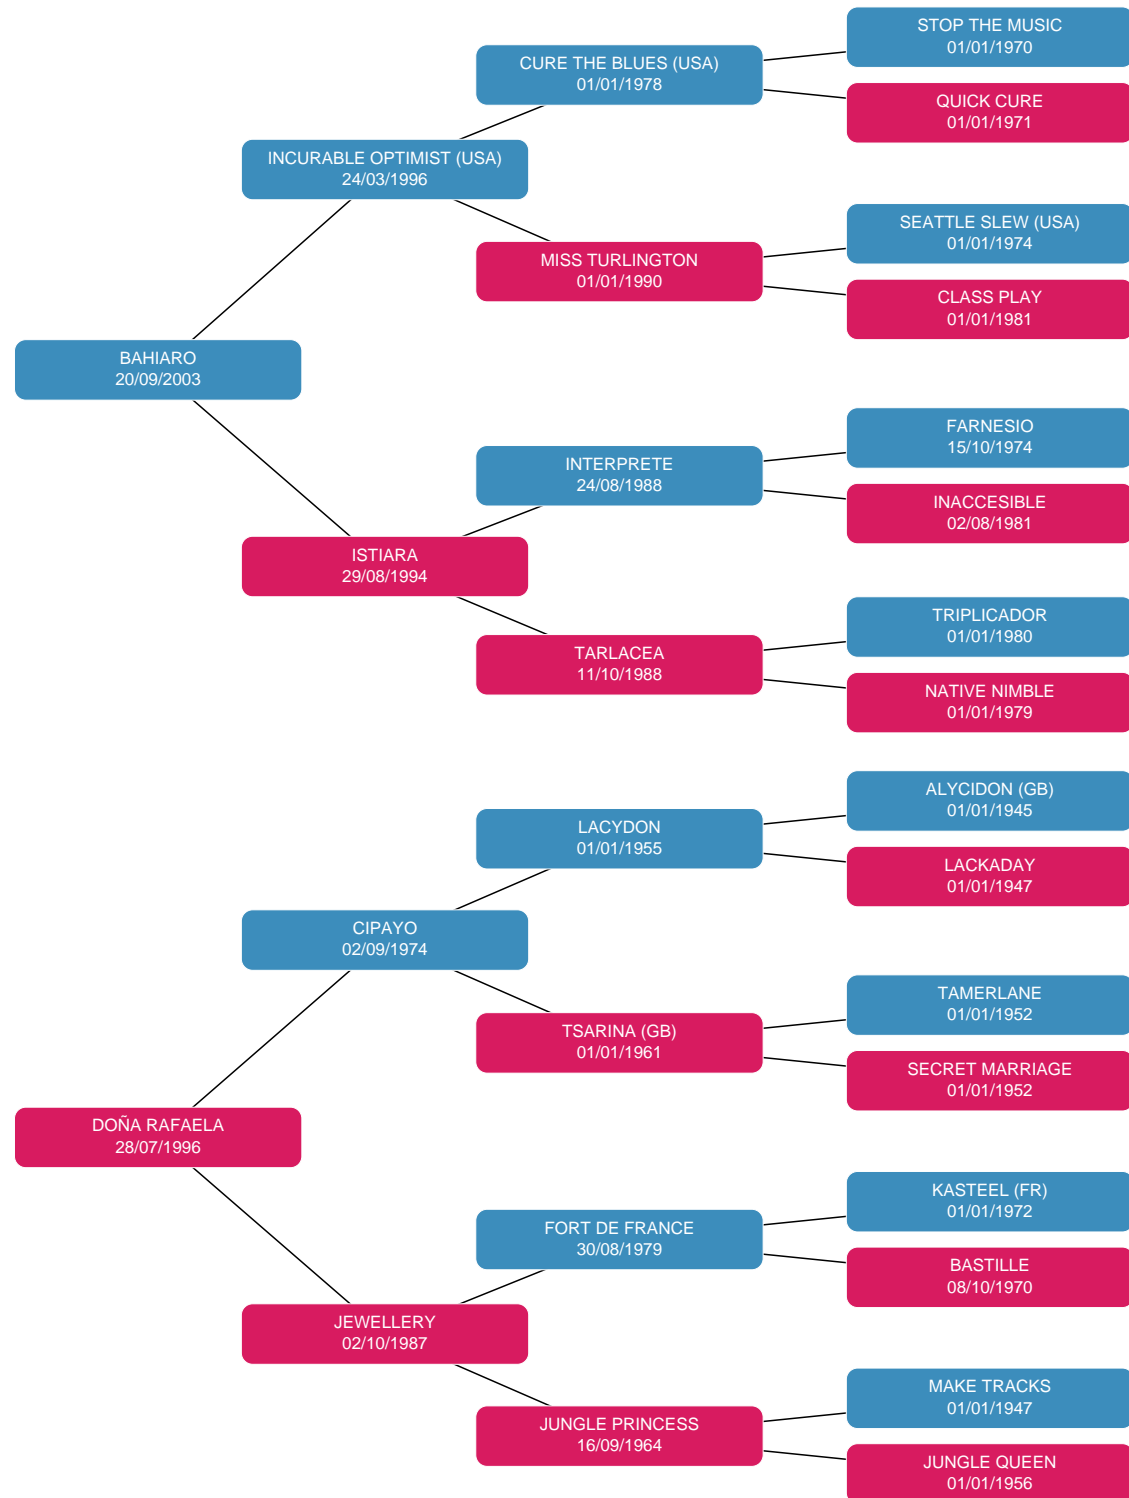 STOP THE MUSIC
01/01/1970
CURE THE BLUES (USA)
01/01/1978
QUICK CURE
01/01/1971
INCURABLE OPTIMIST (USA)
24/03/1996
SEATTLE SLEW (USA)
01/01/1974
MISS TURLINGTON
01/01/1990
CLASS PLAY
01/01/1981
BAHIARO
20/09/2003
FARNESIO
15/10/1974
INTERPRETE
24/08/1988
INACCESIBLE
02/08/1981
ISTIARA
29/08/1994
TRIPLICADOR
01/01/1980
TARLACEA
11/10/1988
NATIVE NIMBLE
01/01/1979
ALYCIDON (GB)
01/01/1945
LACYDON
01/01/1955
LACKADAY
01/01/1947
CIPAYO
02/09/1974
TAMERLANE
01/01/1952
TSARINA (GB)
01/01/1961
SECRET MARRIAGE
01/01/1952
DOÑA RAFAELA
28/07/1996
KASTEEL (FR)
01/01/1972
FORT DE FRANCE
30/08/1979
BASTILLE
08/10/1970
JEWELLERY
02/10/1987
MAKE TRACKS
01/01/1947
JUNGLE PRINCESS
16/09/1964
JUNGLE QUEEN
01/01/1956